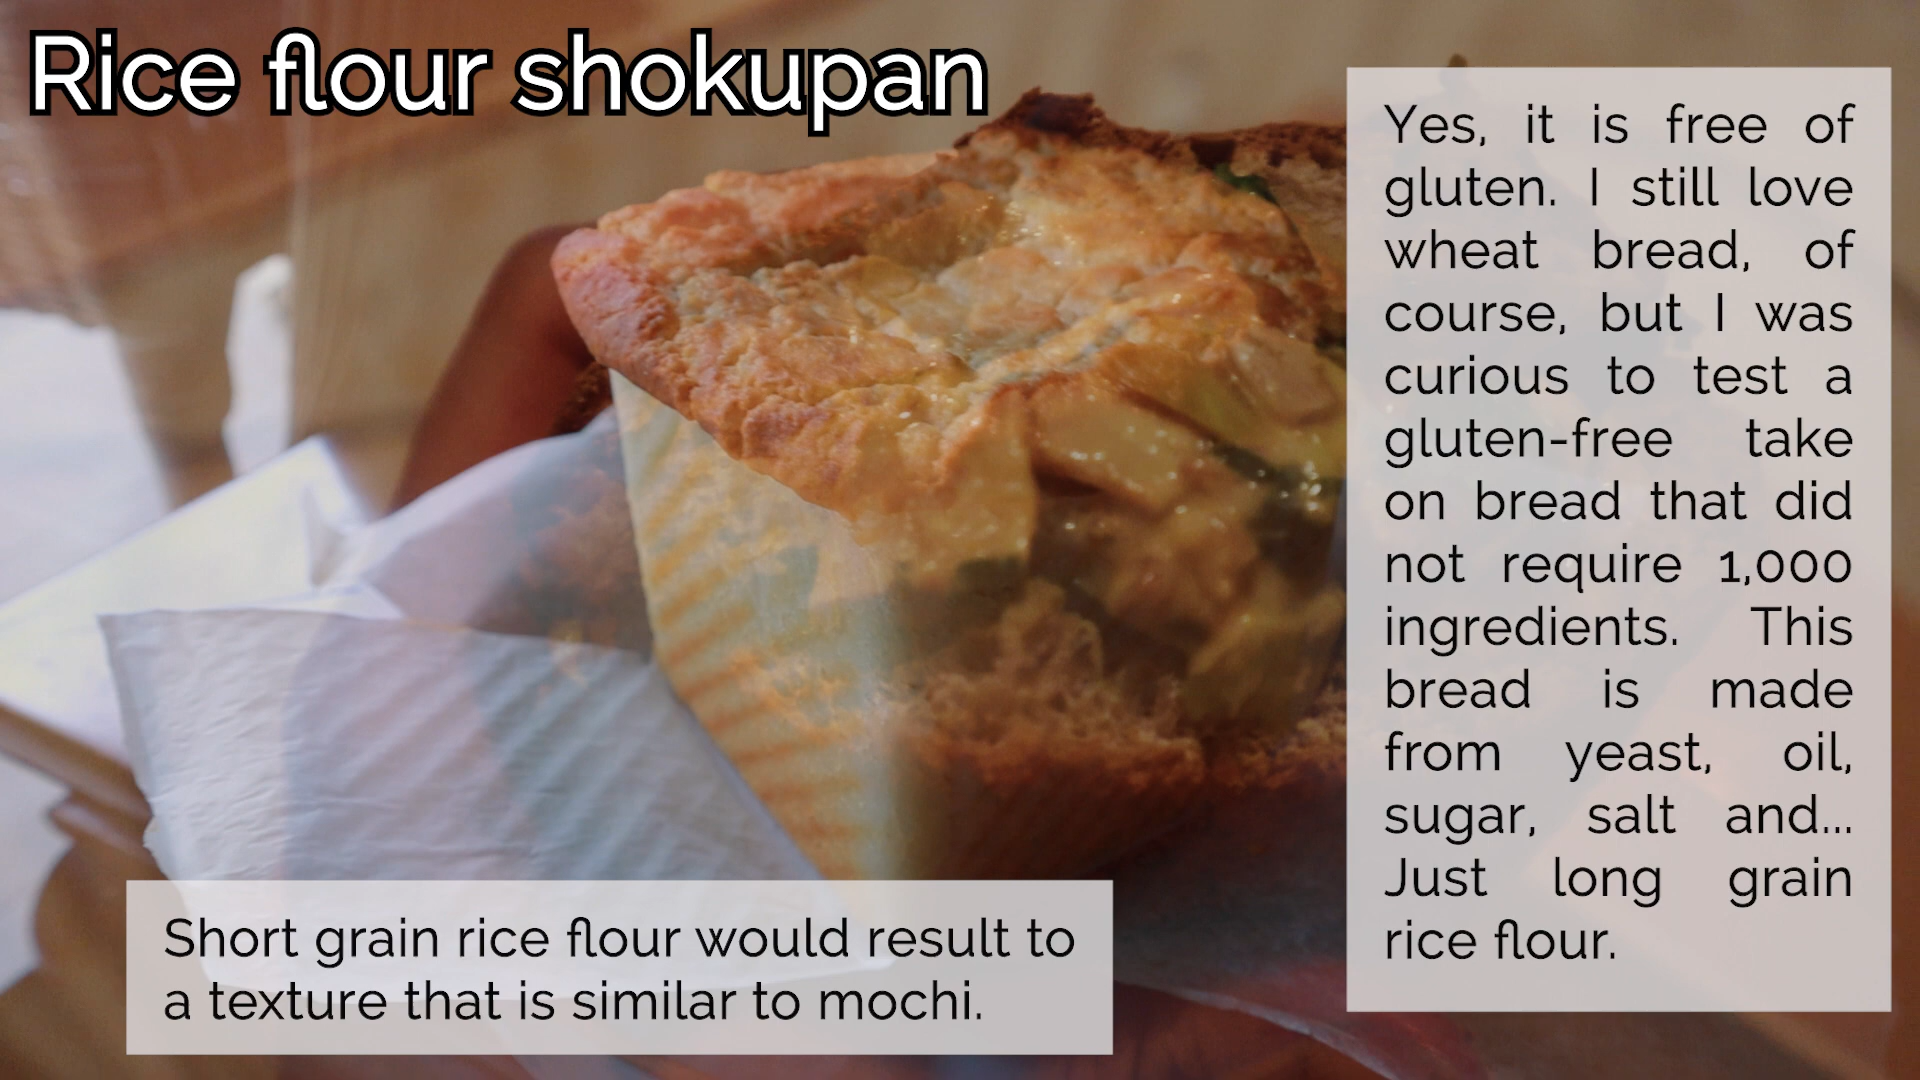 Rice flour shokupan
Yes, it is free of
gluten. I still love
wheat bread, of
course, but I was
curious to test a
gluten-free take
on bread that did
not require 1,000
ingredients. This
bread is made
from yeast, oil,
sugar, salt and...
Just long grain
rice flour.
Short grain rice flour would result to
a texture that is similar to mochi.